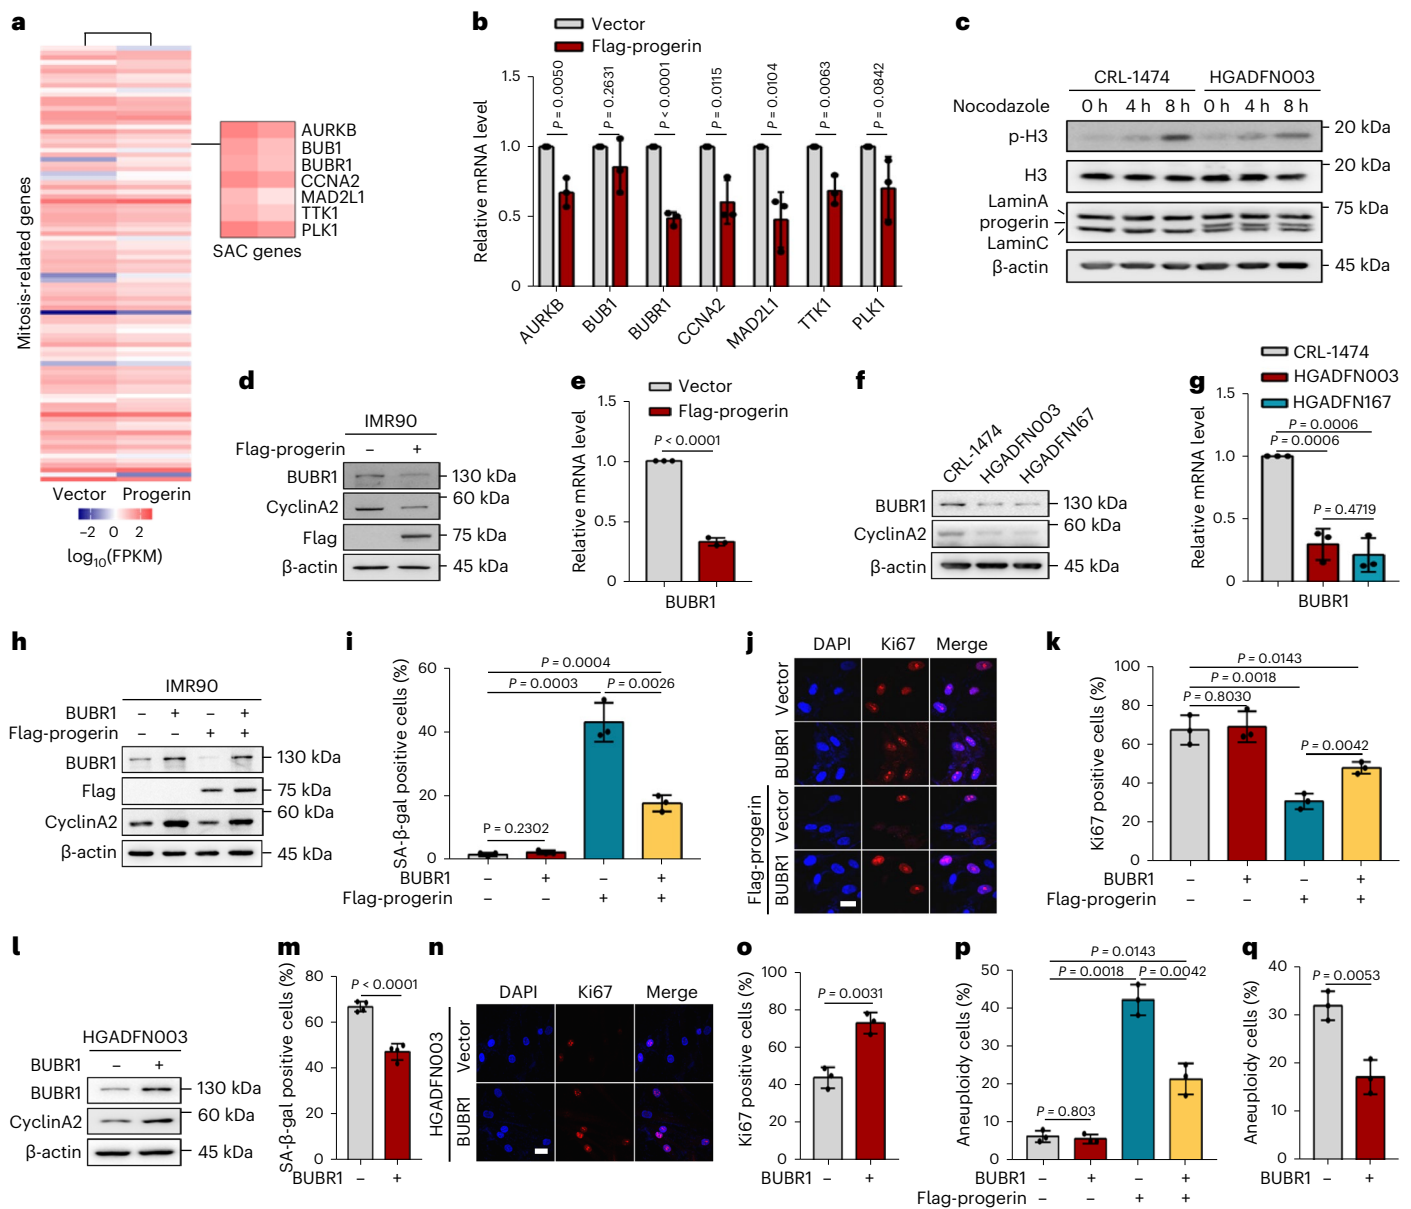 a
Mitosis-related genes
AURKB
BUB1
BUBR1
CCNA2
MAD2L1
TTK1
PLK1
SAC genes
Vector Progerin
−2 0 2
log10(FPKM)
b
Vector
Flag-progerin
Relative mRNA level
1.5
1.0
0.5
0
P = 0.0050
P = 0.2631
P < 0.0001
P = 0.0115
P = 0.0104
P = 0.0063
P = 0.0842
AURKB
BUB1
BUBR1
CCNA2
MAD2L1
TTK1
PLK1
c
CRL-1474 HGADFN003
Nocodazole 0 h 4 h 8 h 0 h 4 h 8 h
p-H3 20 kDa
H3 20 kDa
LaminA 75 kDa
progerin
LaminC
β-actin 45 kDa
d
IMR90
Flag-progerin − +
BUBR1 130 kDa
CyclinA2 60 kDa
Flag 75 kDa
β-actin 45 kDa
e
Vector
Flag-progerin
Relative mRNA level
1.5
1.0
0.5
0
P < 0.0001
BUBR1
f
CRL-1474
HGADFN003
HGADFN167
BUBR1 130 kDa
CyclinA2 60 kDa
β-actin 45 kDa
g
CRL-1474
HGADFN003
HGADFN167
Relative mRNA level
1.5
1.0
0.5
0
P = 0.0006
P = 0.0006
P = 0.4719
BUBR1
h
IMR90
BUBR1 − + − +
Flag-progerin − − + +
BUBR1 130 kDa
Flag 75 kDa
CyclinA2 60 kDa
β-actin 45 kDa
i
SA-β-gal positive cells (%)
60
40
20
0
P = 0.0004
P = 0.0003 P = 0.0026
P = 0.2302
BUBR1 − + − +
Flag-progerin − − + +
j
DAPI Ki67 Merge
Vector
BUBR1
Vector
BUBR1
Flag-progerin
k
Ki67 positive cells (%)
100
80
60
40
20
0
P = 0.0143
P = 0.0018
P = 0.8030
P = 0.0042
BUBR1 − + − +
Flag-progerin − − + +
l
HGADFN003
BUBR1 − +
BUBR1 130 kDa
CyclinA2 60 kDa
β-actin 45 kDa
m
SA-β-gal positive cells (%)
80
60
40
20
0
P < 0.0001
BUBR1 − +
n
DAPI Ki67 Merge
HGADFN003
Vector
BUBR1
o
Ki67 positive cells (%)
100
80
60
40
20
0
P = 0.0031
BUBR1 − +
p
Aneuploidy cells (%)
50
40
30
20
10
0
P = 0.0143
P = 0.0018 P = 0.0042
P = 0.803
BUBR1 − + − +
Flag-progerin − − + +
q
Aneuploidy cells (%)
40
30
20
10
0
P = 0.0053
BUBR1 − +